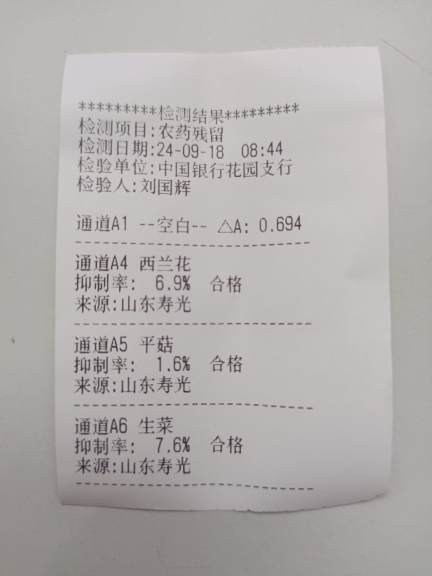 *********检测结果*********
检测项目:农药残留
检测日期:24-09-18  08:44
检验单位:中国银行花园支行
检验人:刘国辉
通道A1 --空白-- △A: 0.694
--------------------------
通道A4 西兰花
抑制率:  6.9%  合格
来源:山东寿光
--------------------------
通道A5 平菇
抑制率:  1.6%  合格
来源:山东寿光
--------------------------
通道A6 生菜
抑制率:  7.6%  合格
来源:山东寿光
--------------------------